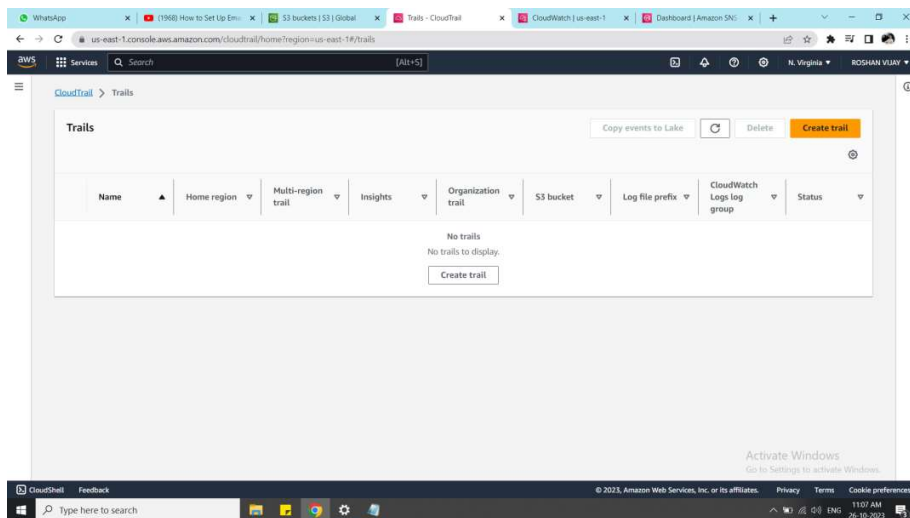 WhatsApp
(1968) How to Set Up Ema
S3 buckets | S3 | Global
Trails - CloudTrail
CloudWatch | us-east-1
Dashboard | Amazon SNS
us-east-1.console.aws.amazon.com/cloudtrail/home?region=us-east-1#/trails
aws
Services
Search
[Alt+S]
N. Virginia
ROSHAN VIJAY
CloudTrail > Trails
Trails
Copy events to Lake
Delete
Create trail
Name
Home region
Multi-region
trail
Insights
Organization
trail
S3 bucket
Log file prefix
CloudWatch
Logs log
group
Status
No trails
No trails to display.
Create trail
Activate Windows
Go to Settings to activate Windows.
CloudShell
Feedback
© 2023, Amazon Web Services, Inc. or its affiliates.
Privacy
Terms
Cookie preferences
Type here to search
ENG
11:07 AM
26-10-2023